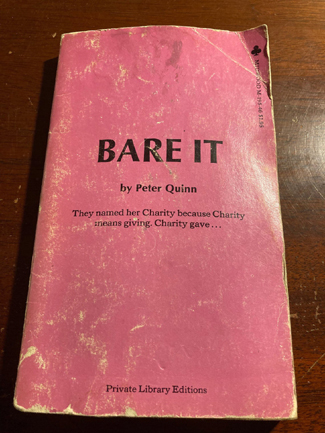 BARE IT
by Peter Quinn
They named her Charity because Charity
means giving. Charity gave...
Private Library Editions